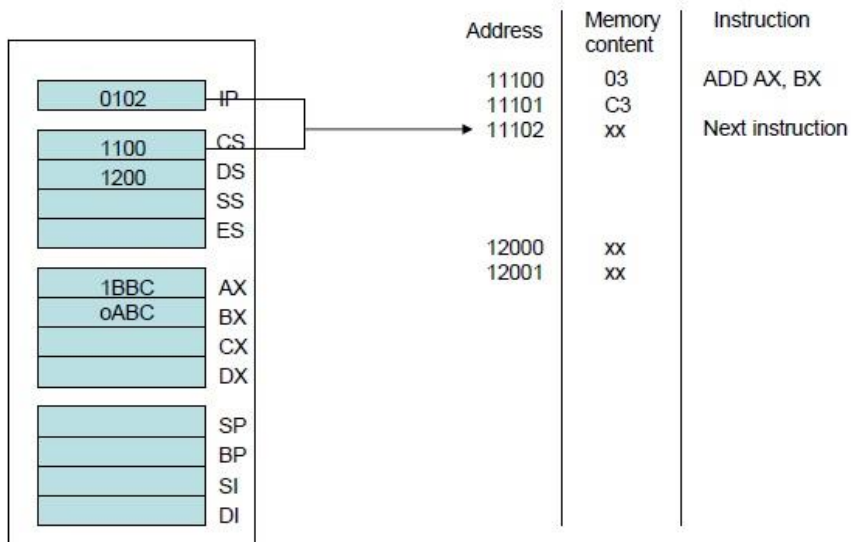 0102 IP
1100 CS
1200 DS
SS
ES
1BBC AX
oABC BX
CX
DX
SP
BP
SI
DI
Address Memory content Instruction
11100 03 ADD AX, BX
11101 C3
11102 xx Next instruction
12000 xx
12001 xx